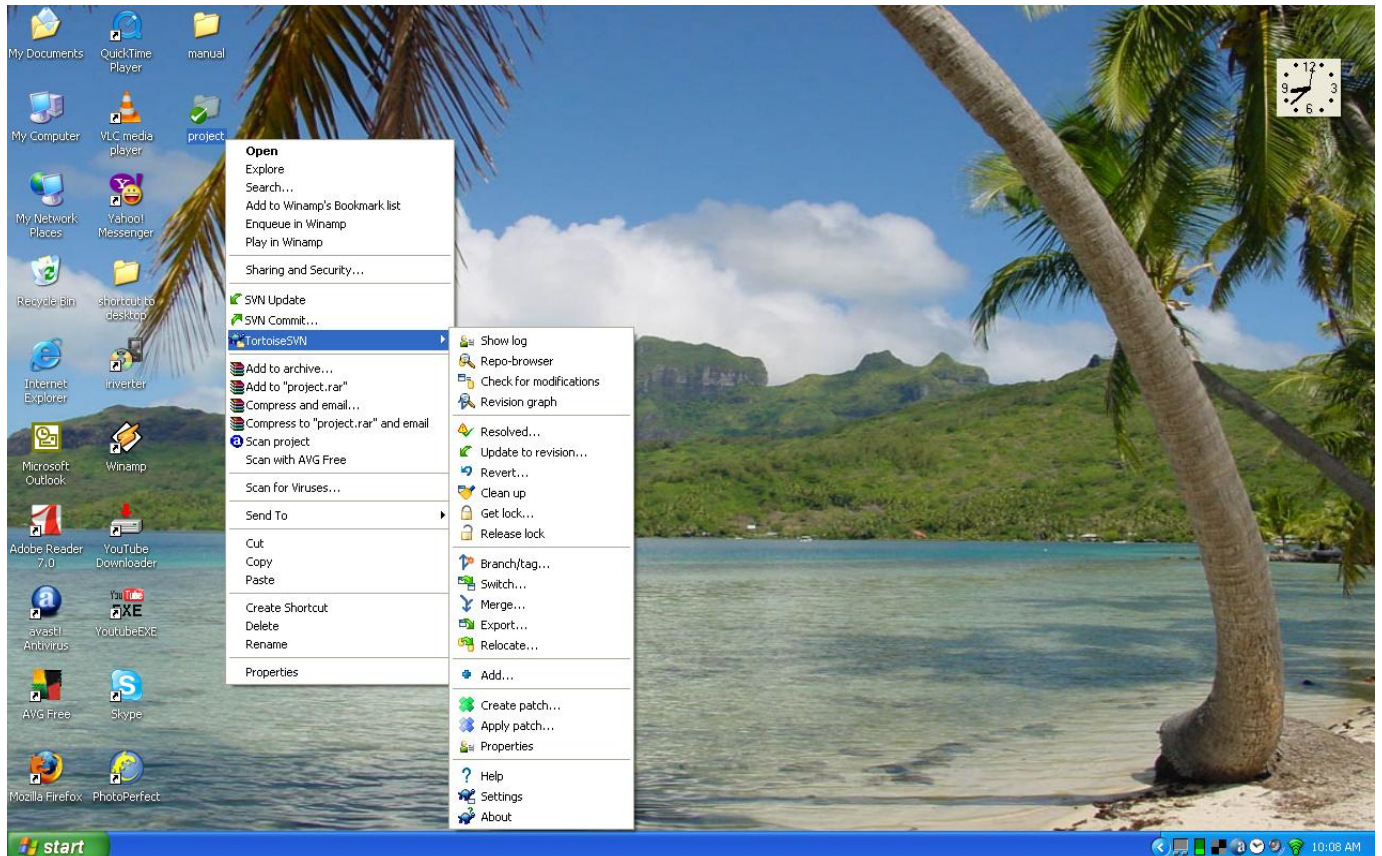 My Documents
QuickTime
Player
manual
My Computer
VLC media
player
project
My Network
Places
Yahoo!
Messenger
Recycle Bin
shortcut to
desktop
Internet
Explorer
iriverter
Microsoft
Outlook
Winamp
Adobe Reader
7.0
YouTube
Downloader
You Tube
EXE
avast!
Antivirus
YoutubeEXE
AVG Free
Skype
Mozilla Firefox
PhotoPerfect
Open
Explore
Search...
Add to Winamp's Bookmark list
Enqueue in Winamp
Play in Winamp
Sharing and Security...
SVN Update
SVN Commit...
TortoiseSVN
Add to archive...
Add to "project.rar"
Compress and email...
Compress to "project.rar" and email
Scan project
Scan with AVG Free
Scan for Viruses...
Send To
Cut
Copy
Paste
Create Shortcut
Delete
Rename
Properties
Show log
Repo-browser
Check for modifications
Revision graph
Resolved...
Update to revision...
Revert...
Clean up
Get lock...
Release lock
Branch/tag...
Switch...
Merge...
Export...
Relocate...
Add...
Create patch...
Apply patch...
Properties
Help
Settings
About
12
9 3
6
start
10:08 AM